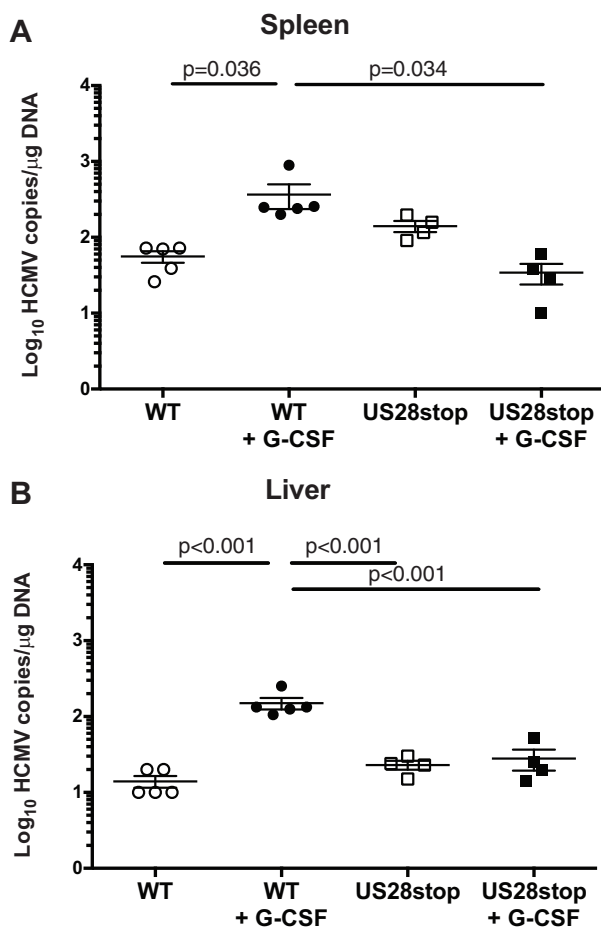 A
Spleen
p=0.036
p=0.034
Log10 HCMV copies/μg DNA
4
3
2
1
0
WT
WT
+ G-CSF
US28stop
US28stop
+ G-CSF
B
Liver
p<0.001
p<0.001
p<0.001
Log10 HCMV copies/μg DNA
4
3
2
1
0
WT
WT
+ G-CSF
US28stop
US28stop
+ G-CSF